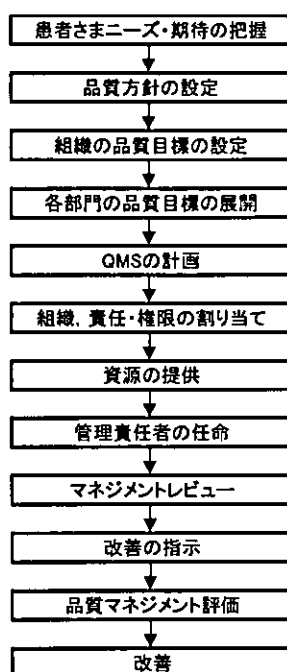 患者さまニーズ・期待の把握
品質方針の設定
組織の品質目標の設定
各部門の品質目標の展開
QMSの計画
組織，責任・権限の割り当て
資源の提供
管理責任者の任命
マネジメントレビュー
改善の指示
品質マネジメント評価
改善